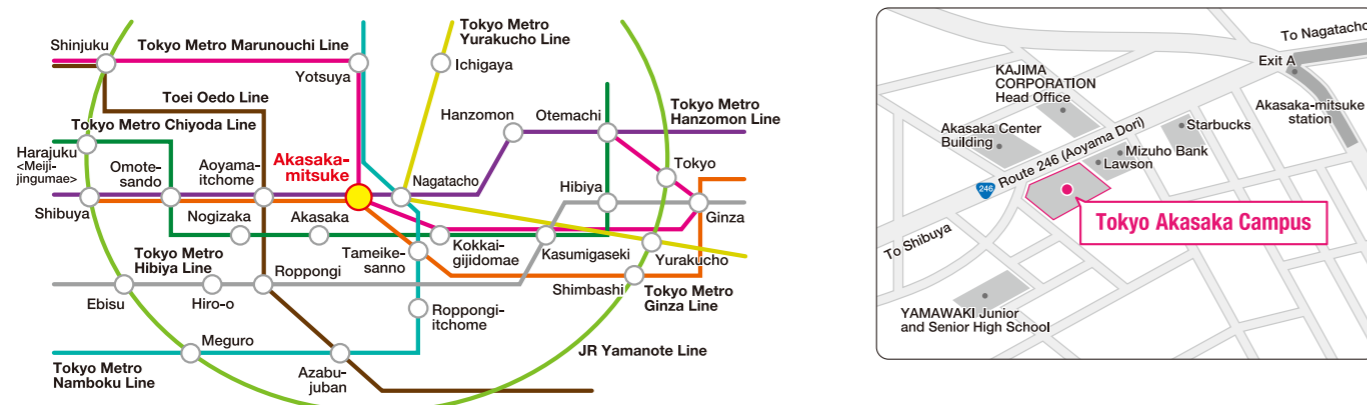 Tokyo Metro
Yurakucho Line
Shinjuku
Tokyo Metro Marunouchi Line
Yotsuya
Ichigaya
Toei Oedo Line
Tokyo Metro
Hanzomon Line
Hanzomon
Otemachi
Tokyo Metro Chiyoda Line
Harajuku
<Meiji-
jingumae>
Omote-
sando
Aoyama-
itchome
Akasaka-
mitsuke
Nagatacho
Tokyo
Hibiya
Shibuya
Nogizaka
Akasaka
Ginza
Tokyo Metro
Hibiya Line
Roppongi
Tameike-
sanno
Kokkai-
gijidomae
Kasumigaseki
Yurakucho
Ebisu
Hiro-o
Shimbashi
Tokyo Metro
Ginza Line
Roppongi-
itchome
Meguro
JR Yamanote Line
Tokyo Metro
Namboku Line
Azabu-
juban
To Nagatacho
Exit A
KAJIMA
CORPORATION
Head Office
Akasaka-mitsuke
station
Akasaka Center
Building
Starbucks
Mizuho Bank
Lawson
246
Route 246 (Aoyama Dori)
Tokyo Akasaka Campus
To Shibuya
YAMAWAKI Junior
and Senior High School